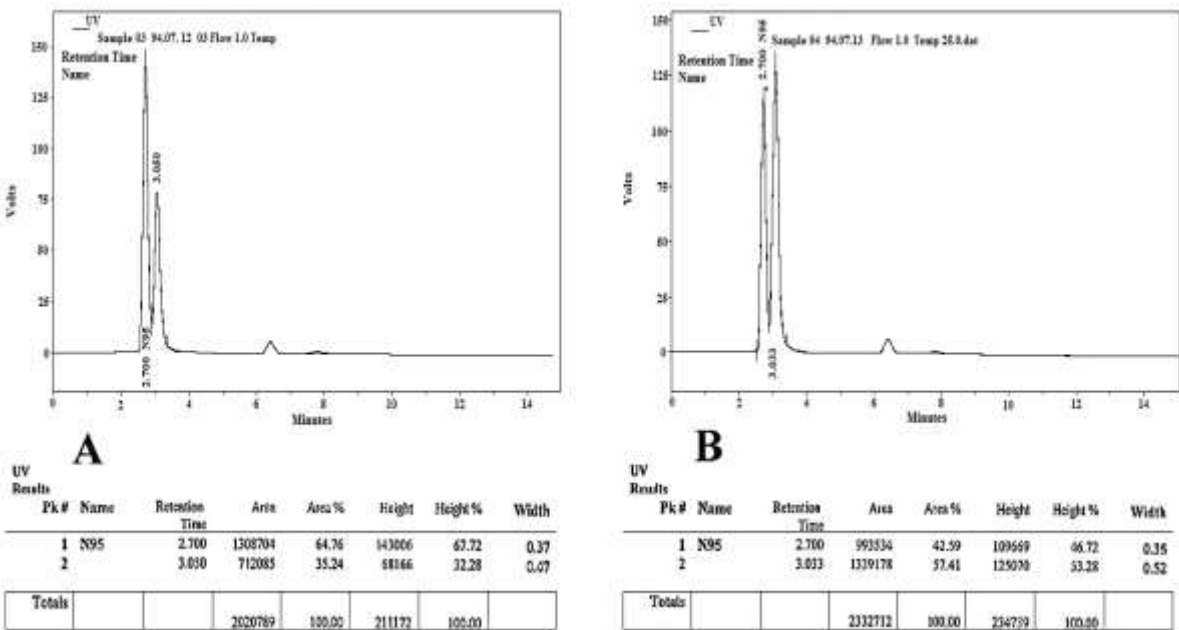 UV
Sample 03 94.07.12 03 Flow 1.0 Temp
Retention Time
Name
150
125
100
75
50
25
0
Volts
2.700 N95
3.050
0 2 4 6 8 10 12 14
Minutes
A
UV
Results
Pk # Name Retention Time Area Area % Height Height % Width
1 N95 2.700 1308704 64.76 143006 67.72 0.37
2 3.050 712085 35.24 68166 32.28 0.07
Totals
2020789 100.00 211172 100.00
UV
Sample 04 94.07.13 Flow 1.0 Temp 26.0.dat
Retention Time
Name
150
125
100
75
50
25
0
Volts
2.700 N95
3.033
0 2 4 6 8 10 12 14
Minutes
B
UV
Results
Pk # Name Retention Time Area Area % Height Height % Width
1 N95 2.700 993534 42.59 109669 46.72 0.35
2 3.033 1339178 57.41 125070 53.28 0.52
Totals
2332712 100.00 234739 100.00